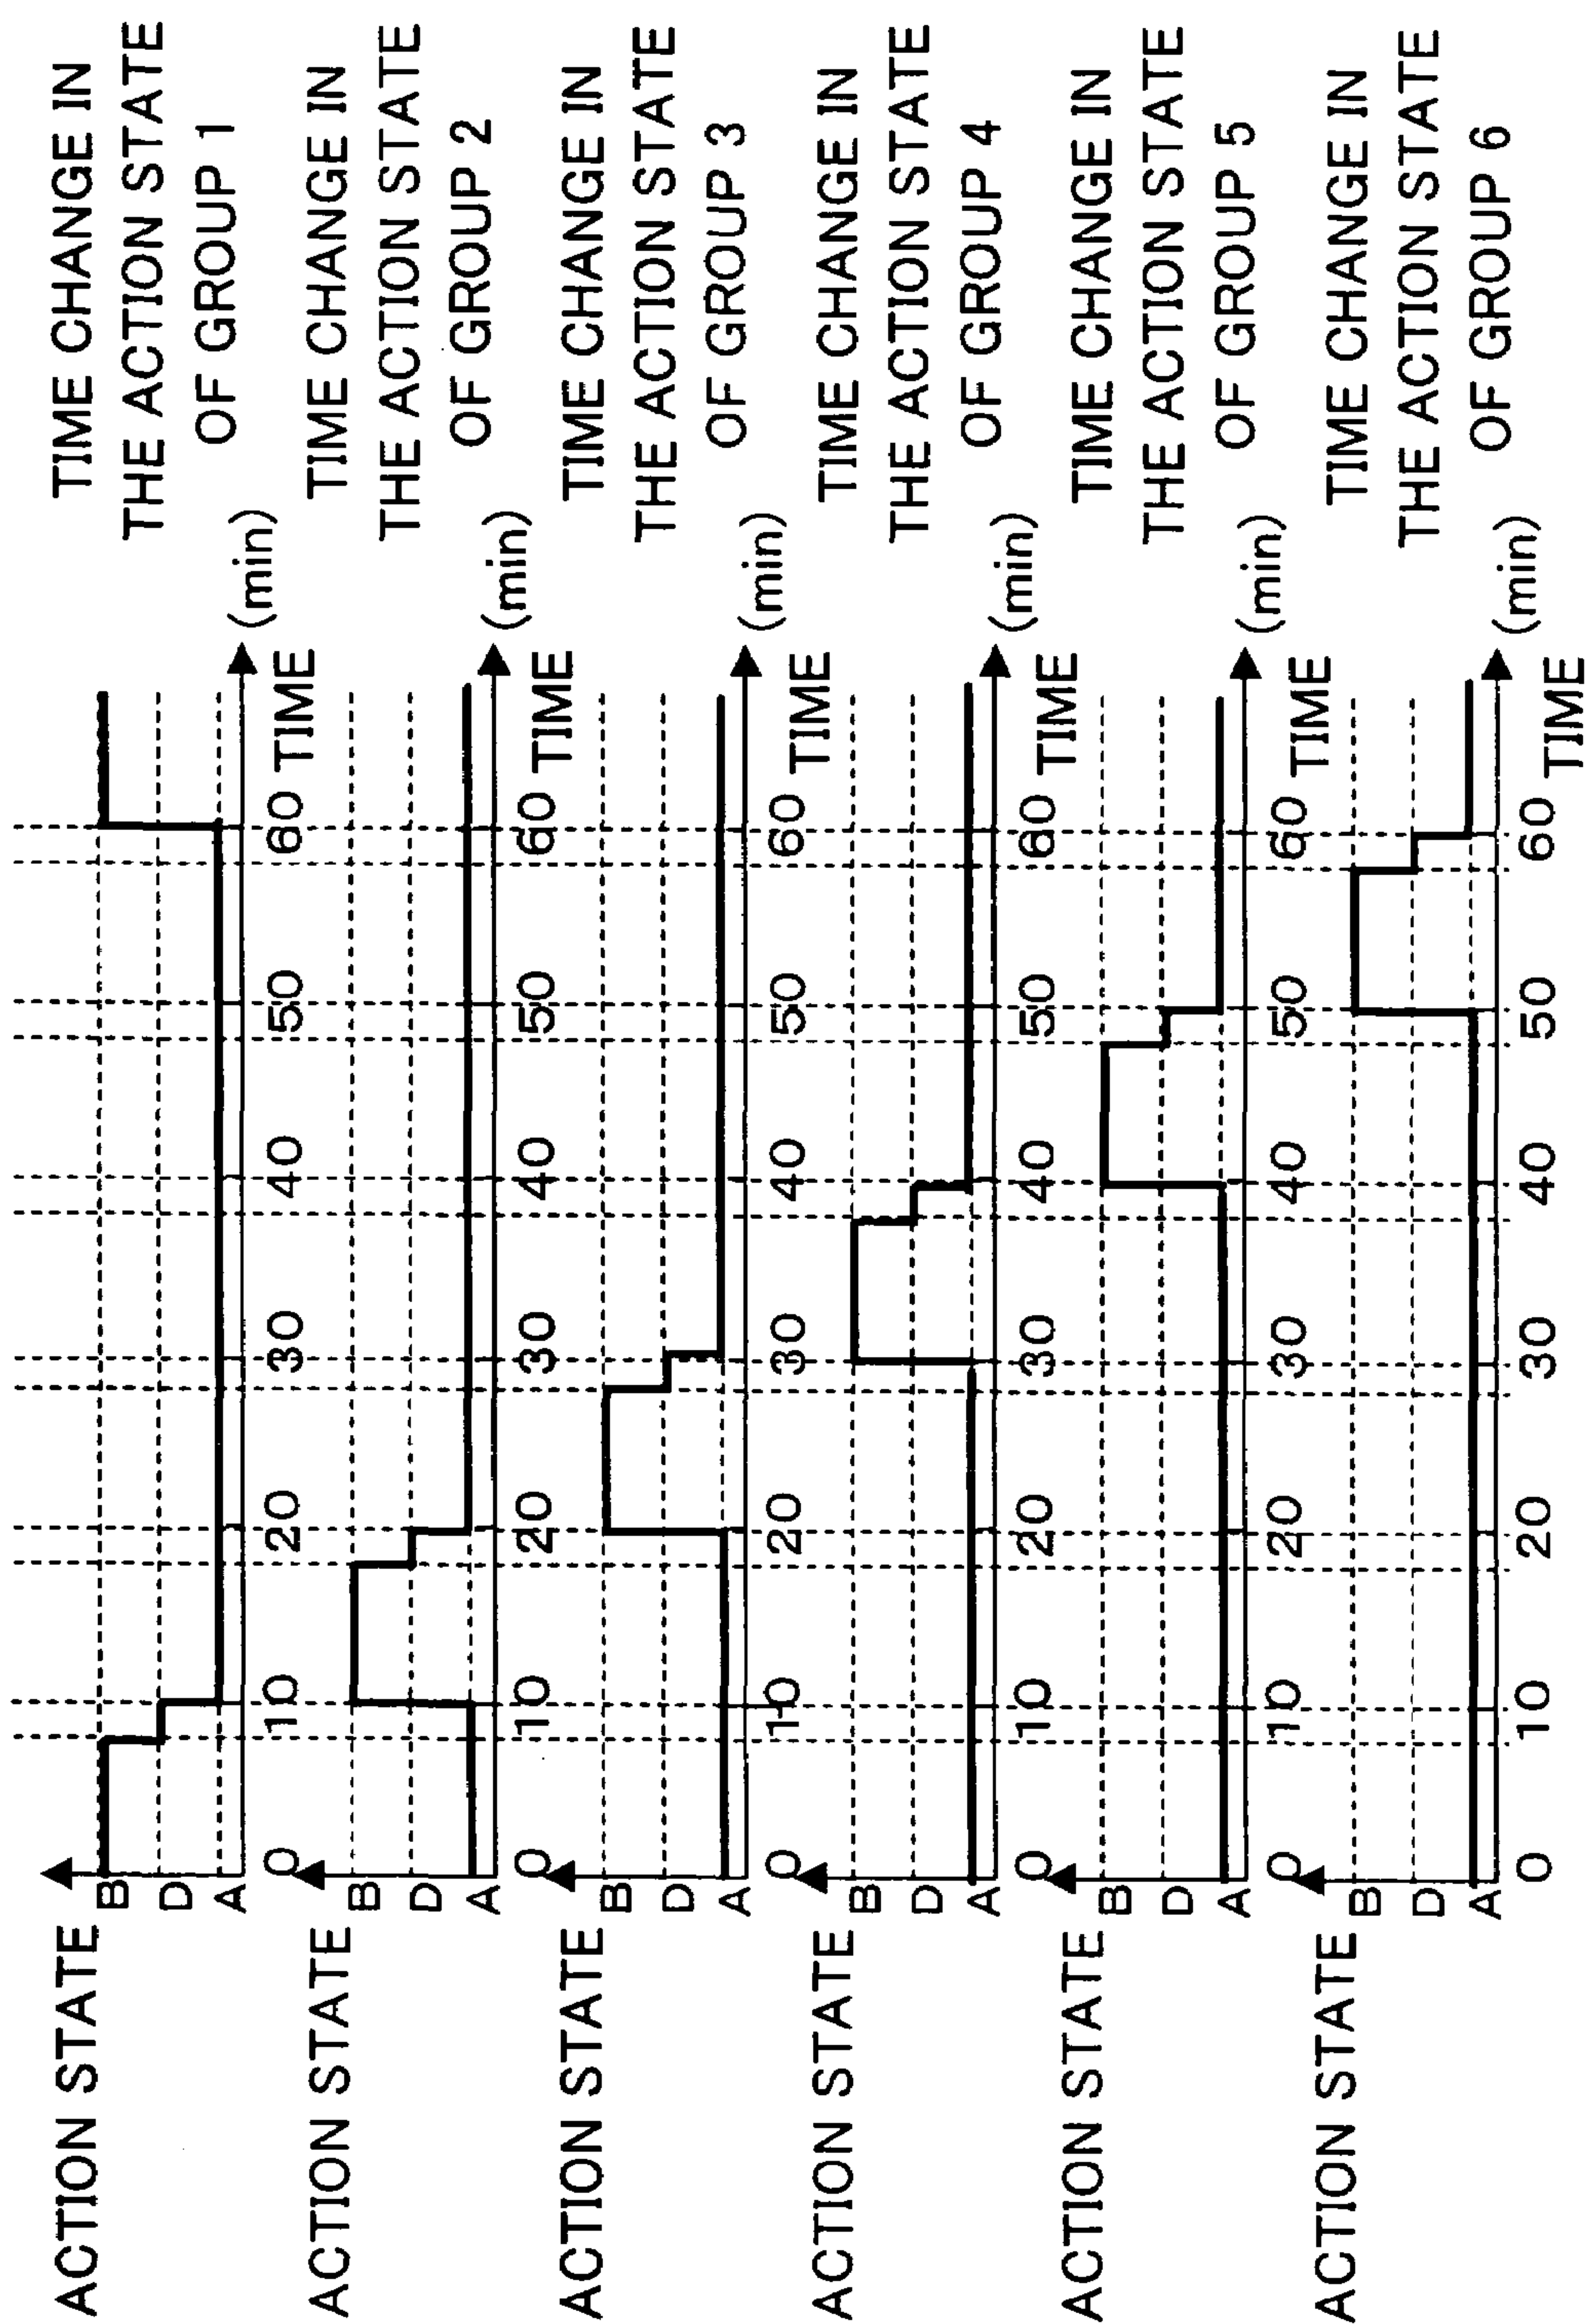 ACTION STATE
B
D
A
0 10 20 30 40 50 60 TIME (min)
TIME CHANGE IN
THE ACTION STATE
OF GROUP 1
ACTION STATE
B
D
A
0 10 20 30 40 50 60 TIME (min)
TIME CHANGE IN
THE ACTION STATE
OF GROUP 2
ACTION STATE
B
D
A
0 10 20 30 40 50 60 TIME (min)
TIME CHANGE IN
THE ACTION STATE
OF GROUP 3
ACTION STATE
B
D
A
0 10 20 30 40 50 60 TIME (min)
TIME CHANGE IN
THE ACTION STATE
OF GROUP 4
ACTION STATE
B
D
A
0 10 20 30 40 50 60 TIME (min)
TIME CHANGE IN
THE ACTION STATE
OF GROUP 5
ACTION STATE
B
D
A
0 10 20 30 40 50 60 TIME (min)
TIME CHANGE IN
THE ACTION STATE
OF GROUP 6